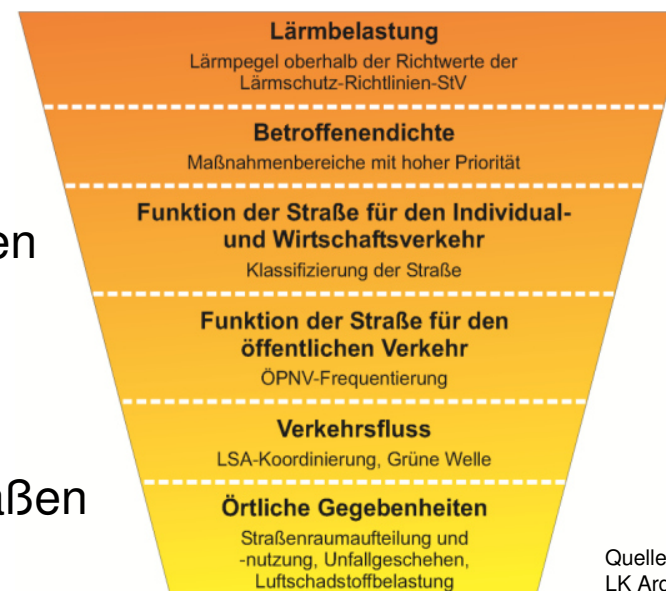 Lärmbelastung
Lärmpegel oberhalb der Richtwerte der
Lärmschutz-Richtlinien-StV
Betroffenendichte
Maßnahmenbereiche mit hoher Priorität
Funktion der Straße für den Individual-
und Wirtschaftsverkehr
Klassifizierung der Straße
en
Funktion der Straße für den
öffentlichen Verkehr
ÖPNV-Frequentierung
Verkehrsfluss
LSA-Koordinierung, Grüne Welle
aßen
Örtliche Gegebenheiten
Straßenraumaufteilung und
-nutzung, Unfallgeschehen,
Luftschadstoffbelastung
Quelle
LK Arg